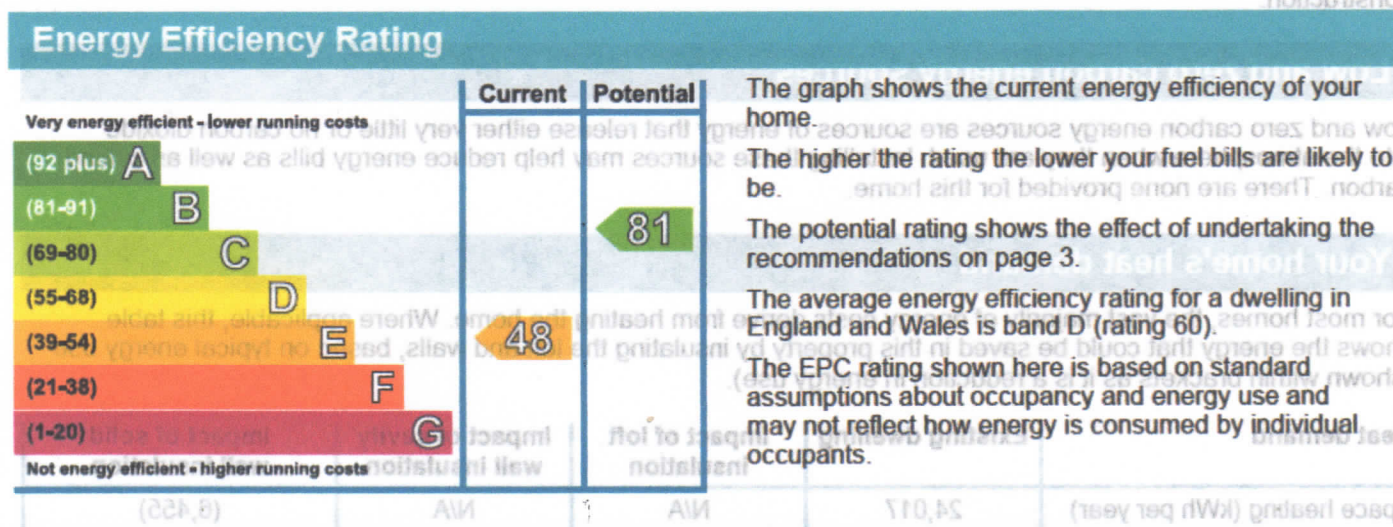 Energy Efficiency Rating
Current Potential
Very energy efficient - lower running costs
(92 plus) A
(81-91) B
81
(69-80) C
(55-68) D
(39-54) E
48
(21-38) F
(1-20) G
Not energy efficient - higher running costs
The graph shows the current energy efficiency of your
home.
The higher the rating the lower your fuel bills are likely to
be.
The potential rating shows the effect of undertaking the
recommendations on page 3.
The average energy efficiency rating for a dwelling in
England and Wales is band D (rating 60).
The EPC rating shown here is based on standard
assumptions about occupancy and energy use and
may not reflect how energy is consumed by individual
occupants.